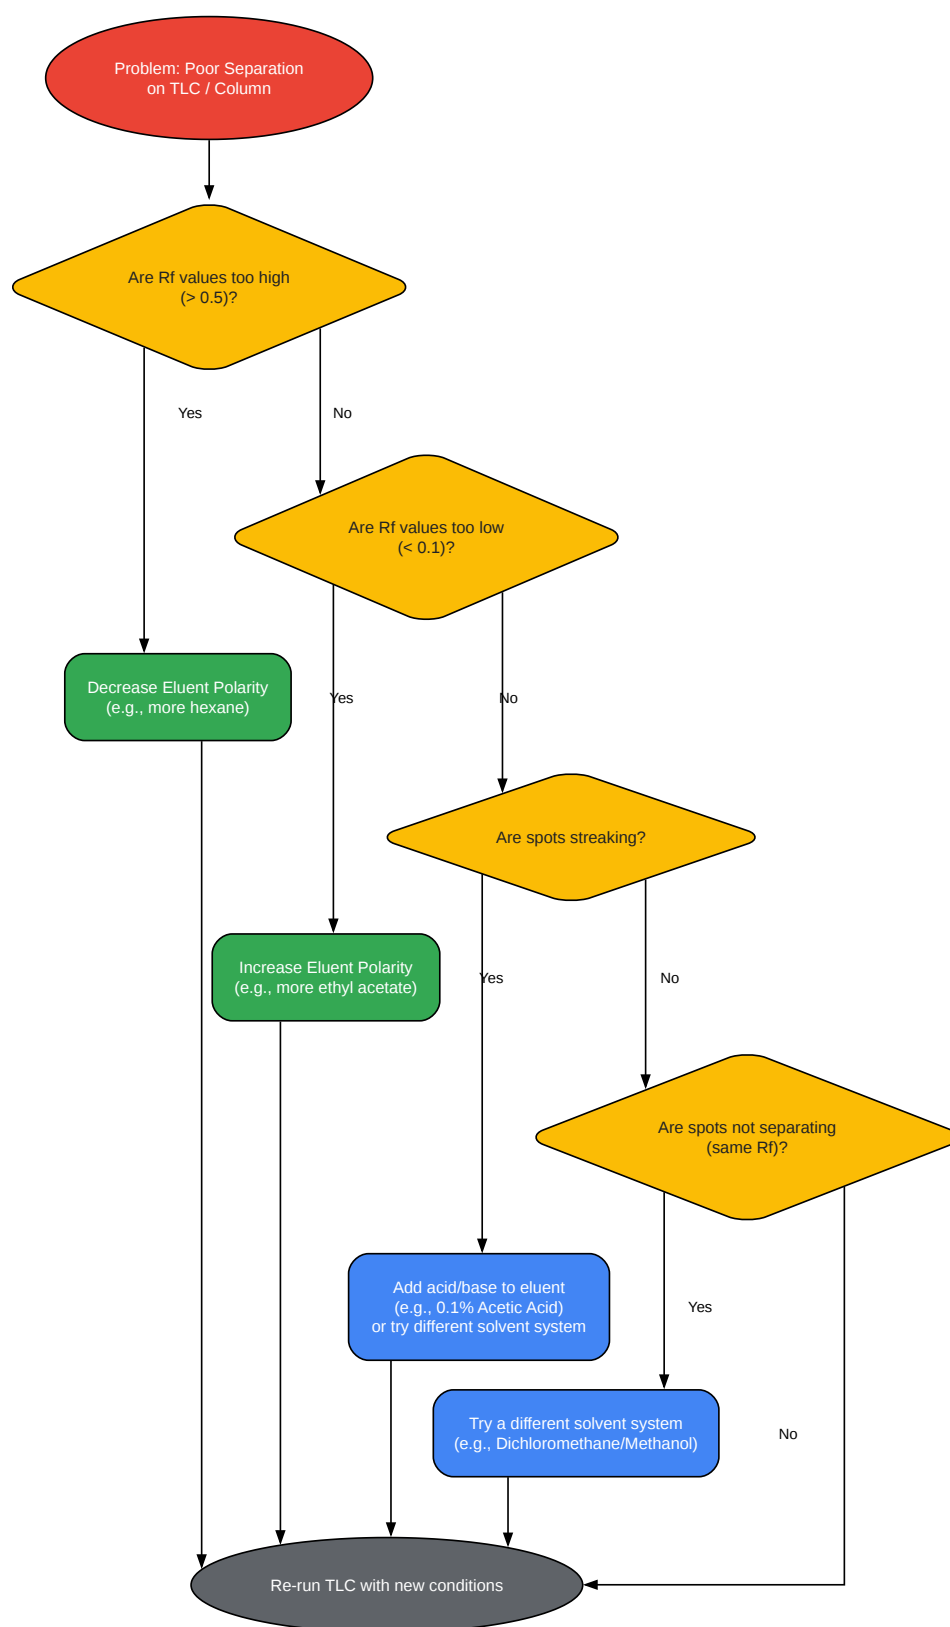 Problem: Poor Separation
on TLC / Column
Are Rf values too high
(> 0.5)?
Yes
No
Are Rf values too low
(< 0.1)?
Decrease Eluent Polarity
(e.g., more hexane)
Yes
No
Are spots streaking?
Increase Eluent Polarity
(e.g., more ethyl acetate)
Yes
No
Are spots not separating
(same Rf)?
Add acid/base to eluent
(e.g., 0.1% Acetic Acid)
or try different solvent system
Yes
Try a different solvent system
(e.g., Dichloromethane/Methanol)
No
Re-run TLC with new conditions